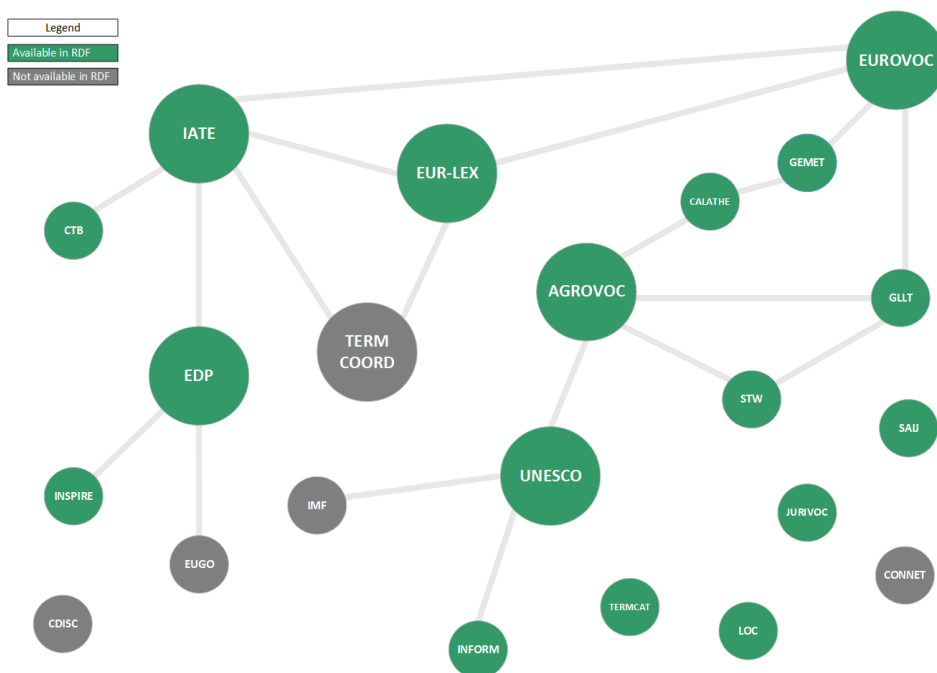 Legend
Available in RDF
Not available in RDF
EUROVOC
IATE
EUR-LEX
GEMET
CALATHE
CTB
AGROVOC
GLLT
TERM
COORD
EDP
STW
SAIJ
UNESCO
INSPIRE
IMF
JURIVOC
EUGO
CONNET
TERMCAT
CDISC
LOC
INFORM